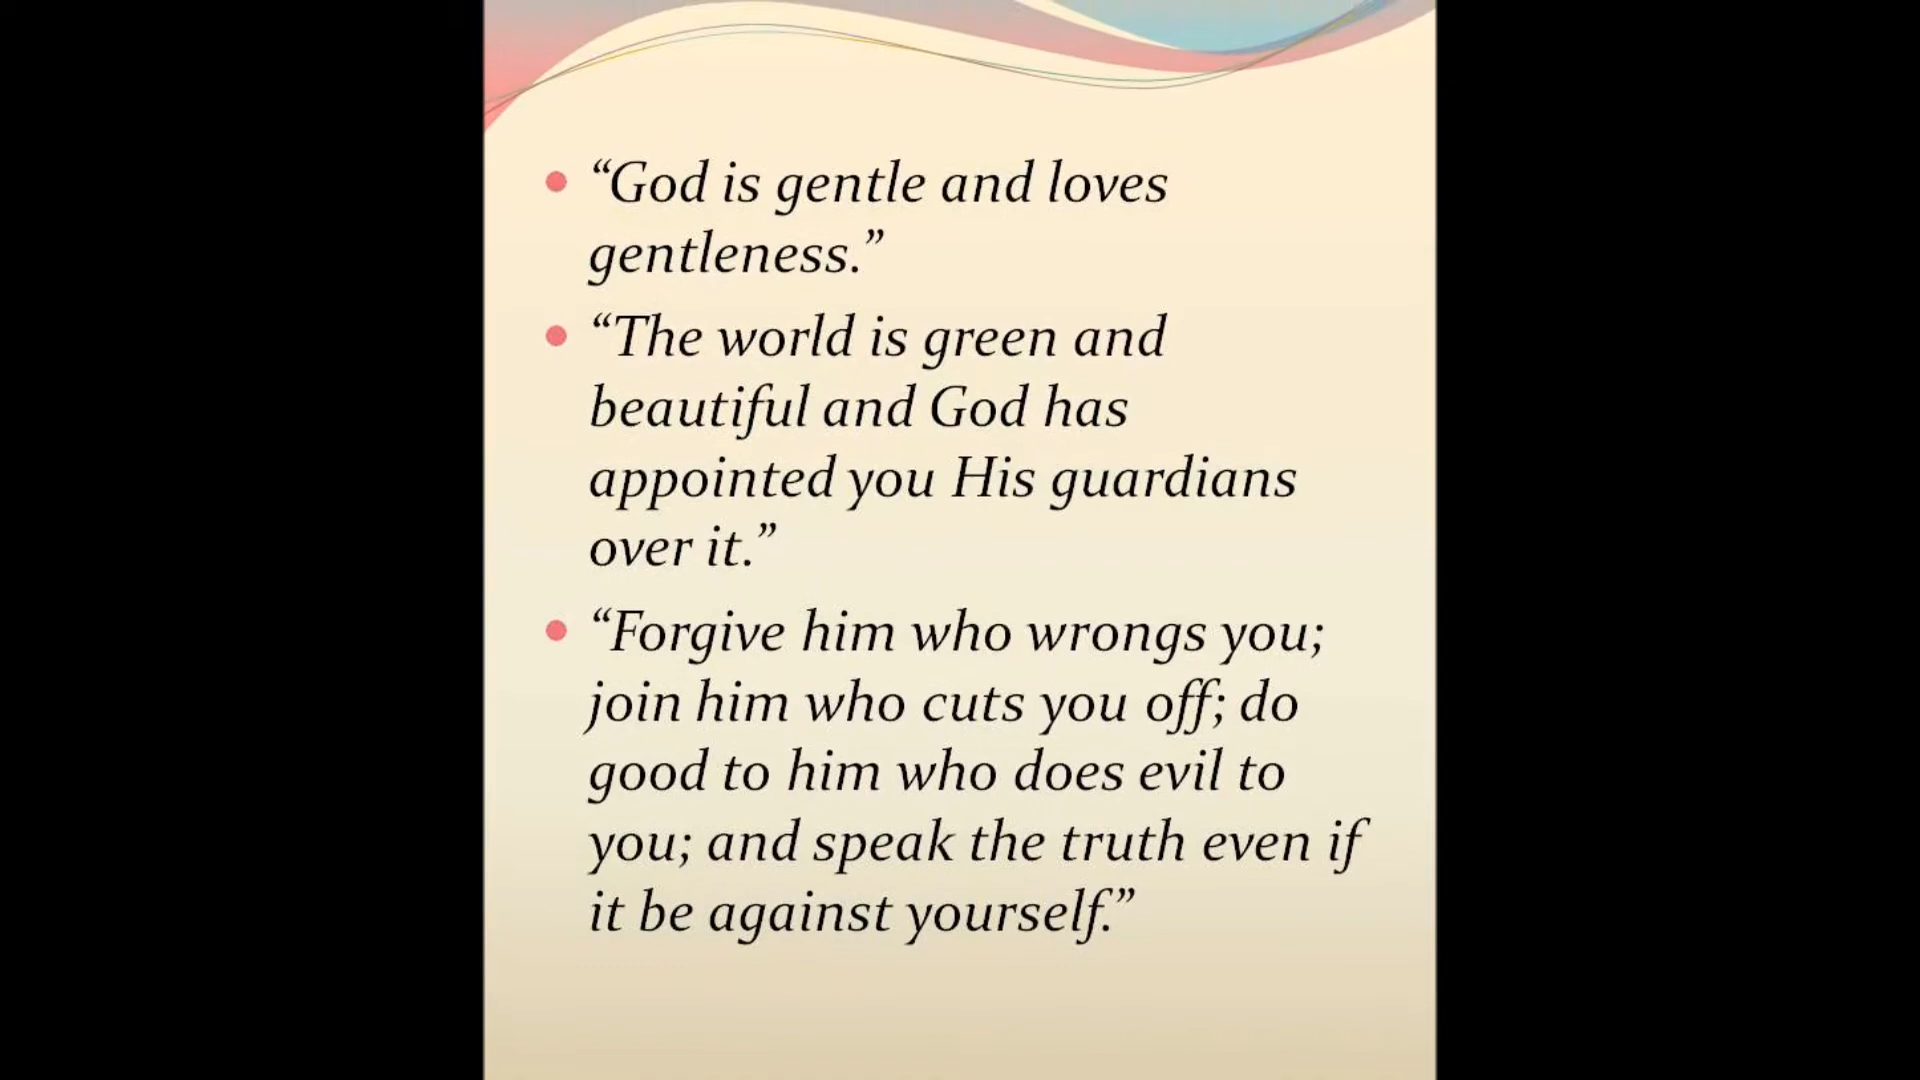 “God is gentle and loves
gentleness.”
“The world is green and
beautiful and God has
appointed you His guardians
over it.”
“Forgive him who wrongs you;
join him who cuts you off; do
good to him who does evil to
you; and speak the truth even if
it be against yourself.”